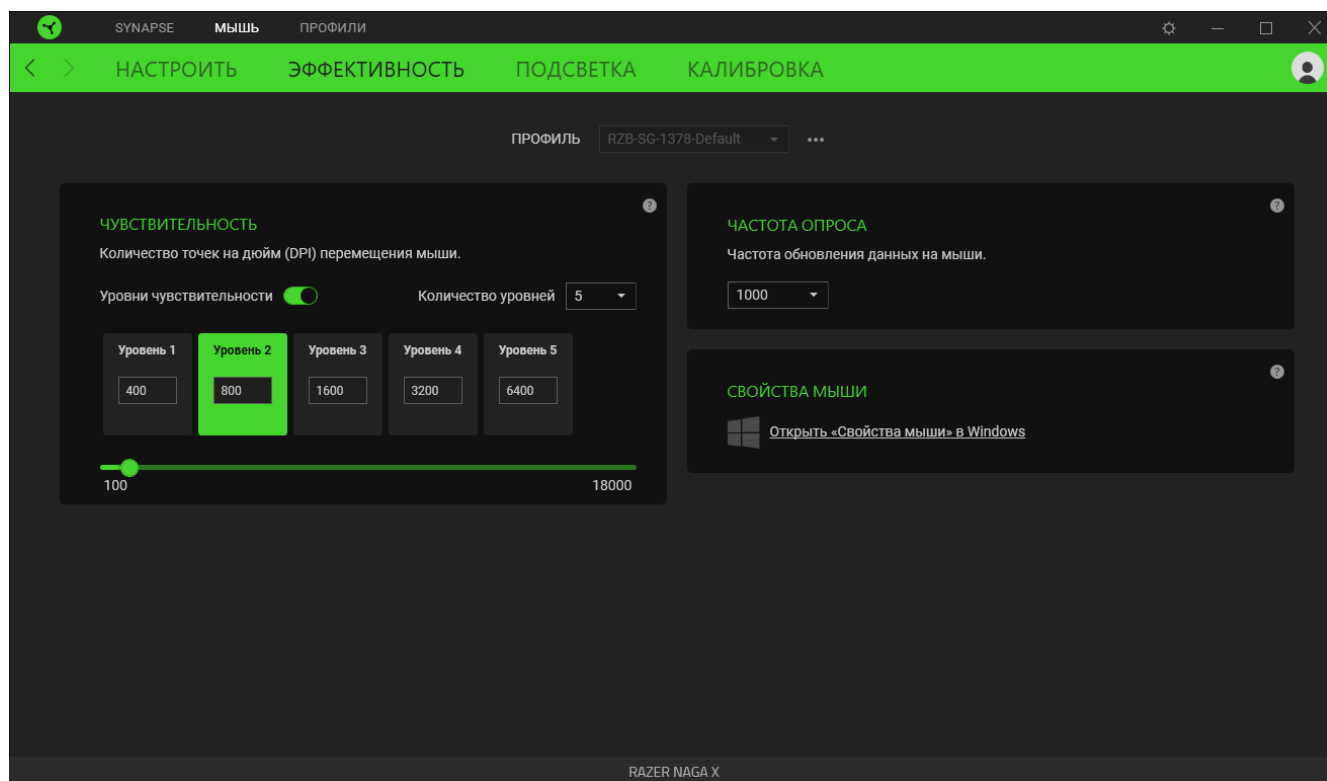 SYNAPSE МЫШЬ ПРОФИЛИ
НАСТРОИТЬ ЭФФЕКТИВНОСТЬ ПОДСВЕТКА КАЛИБРОВКА
ПРОФИЛЬ RZB-SG-1378-Default
ЧУВСТВИТЕЛЬНОСТЬ
Количество точек на дюйм (DPI) перемещения мыши.
Уровни чувствительности Количество уровней 5
Уровень 1 Уровень 2 Уровень 3 Уровень 4 Уровень 5
400 800 1600 3200 6400
100 18000
ЧАСТОТА ОПРОСА
Частота обновления данных на мыши.
1000
СВОЙСТВА МЫШИ
Открыть «Свойства мыши» в Windows
RAZER NAGA X